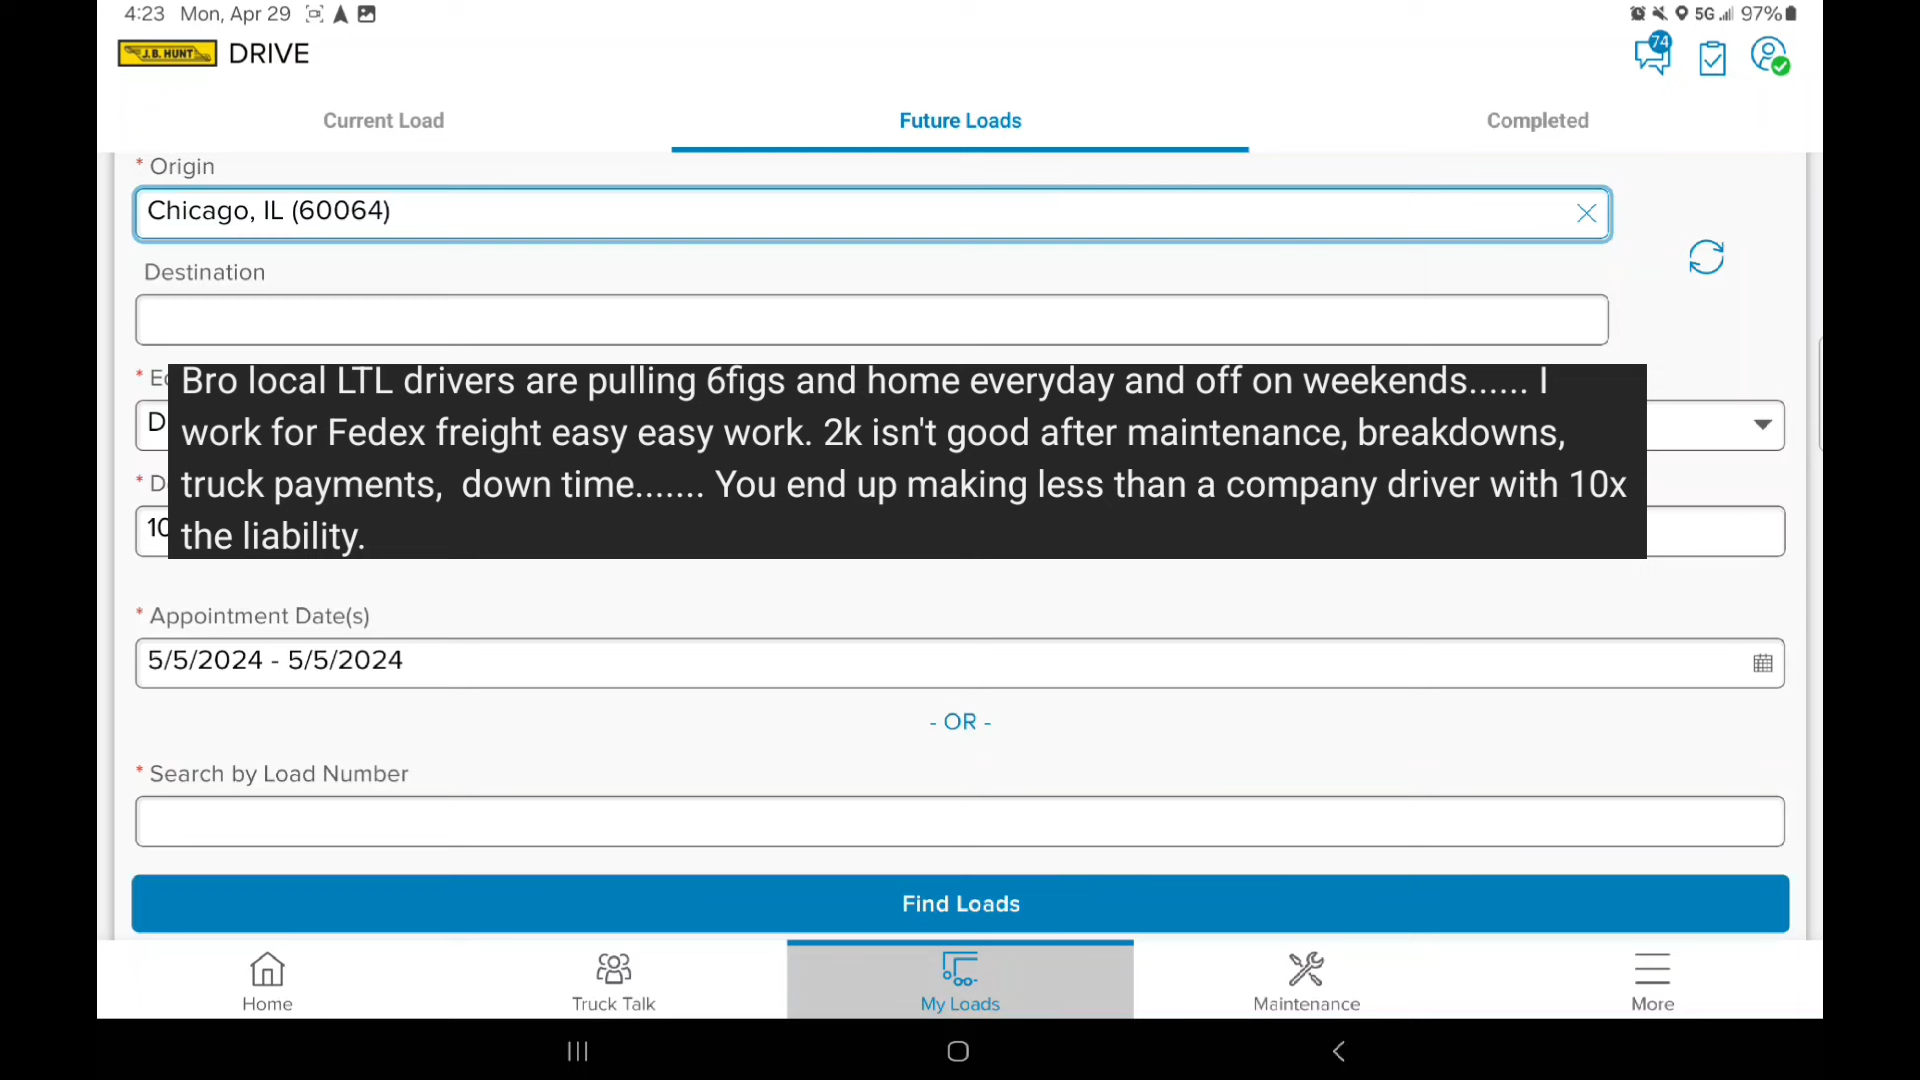 4:23 Mon, Apr 29 5G 97%
J.B. HUNT DRIVE 74
Current Load Future Loads Completed
* Origin
Chicago, IL (60064)
Destination
Bro local LTL drivers are pulling 6figs and home everyday and off on weekends...... I
work for Fedex freight easy easy work. 2k isn't good after maintenance, breakdowns,
truck payments,  down time....... You end up making less than a company driver with 10x
the liability.
* Appointment Date(s)
5/5/2024 - 5/5/2024
- OR -
* Search by Load Number
Find Loads
Home Truck Talk My Loads Maintenance More